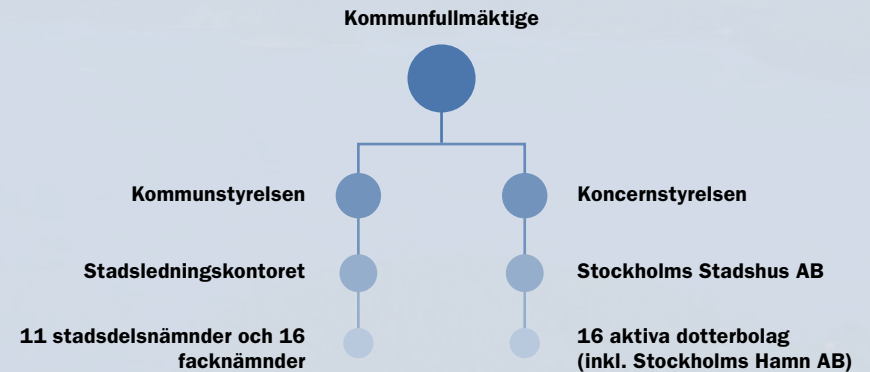 Kommunfullmäktige
Kommunstyrelsen
Koncernstyrelsen
Stadsledningskontoret
Stockholms Stadshus AB
11 stadsdelsnämnder och 16
facknämnder
16 aktiva dotterbolag
(inkl. Stockholms Hamn AB)